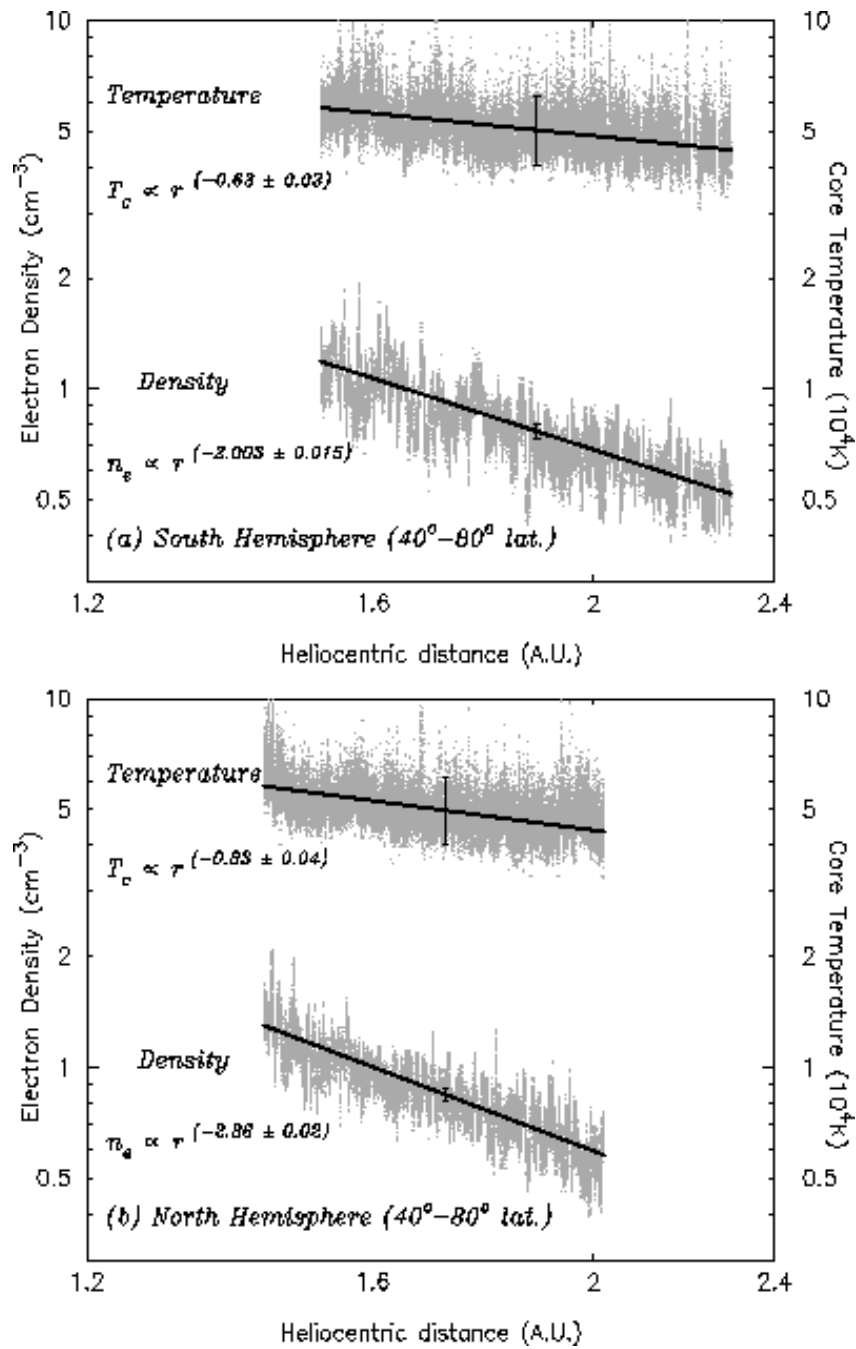 10
5
2
1
0.5
Electron Density (cm⁻³)
Temperature
T_c ∝ r^(-0.63 ± 0.03)
Density
n_e ∝ r^(-2.003 ± 0.015)
(a) South Hemisphere (40°–80° lat.)
10
5
2
1
0.5
Core Temperature (10⁴K)
1.2
1.6
2
2.4
Heliocentric distance (A.U.)
10
5
2
1
0.5
Electron Density (cm⁻³)
Temperature
T_c ∝ r^(-0.83 ± 0.04)
Density
n_e ∝ r^(-2.36 ± 0.02)
(b) North Hemisphere (40°–80° lat.)
10
5
2
1
0.5
Core Temperature (10⁴K)
1.2
1.6
2
2.4
Heliocentric distance (A.U.)